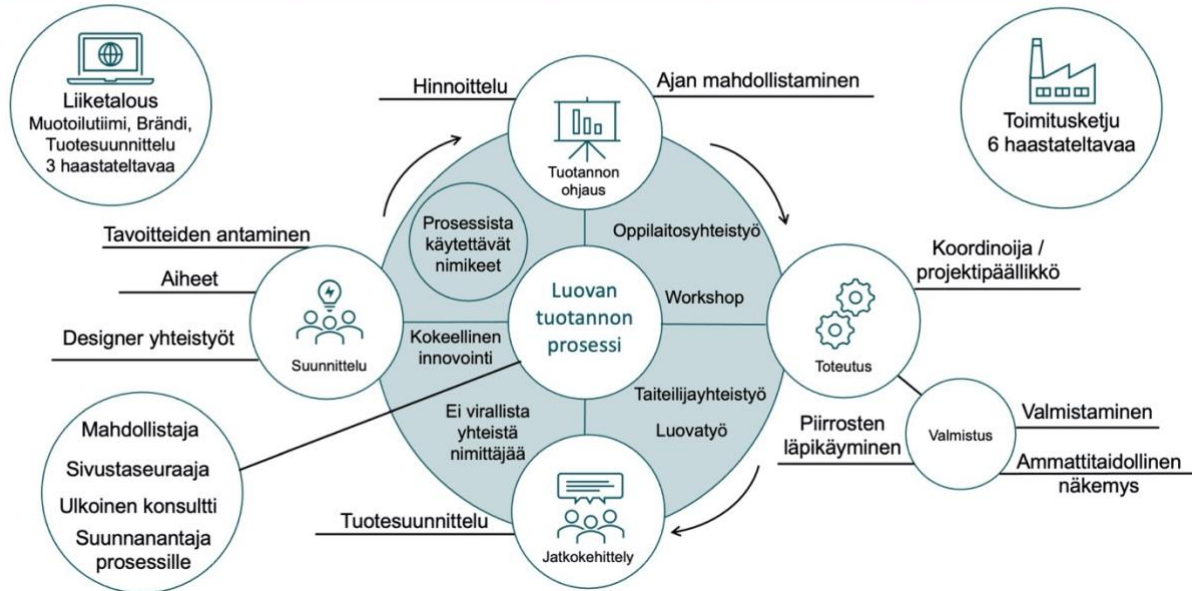 Liiketalous
Muotoilutiimi, Brändi,
Tuotesuunnittelu
3 haastateltavaa
Hinnoittelu
Ajan mahdollistaminen
Tuotannon
ohjaus
Toimitusketju
6 haastateltavaa
Tavoitteiden antaminen
Aiheet
Designer yhteistyöt
Suunnittelu
Prosessista
käytettävät
nimikeet
Oppilaitosyhteistyö
Workshop
Luovan
tuotannon
prosessi
Kokeellinen
innovointi
Ei virallista
yhteistä
nimittäjää
Taiteilijayhteistyö
Luovatyö
Toteutus
Koordinoija /
projektipäällikkö
Valmistus
Valmistaminen
Ammattitaidollinen
näkemys
Piirrosten
läpikäyminen
Mahdollistaja
Sivustaseuraaja
Ulkoinen konsultti
Suunnanantaja
prosessille
Tuotesuunnittelu
Jatkokehittely